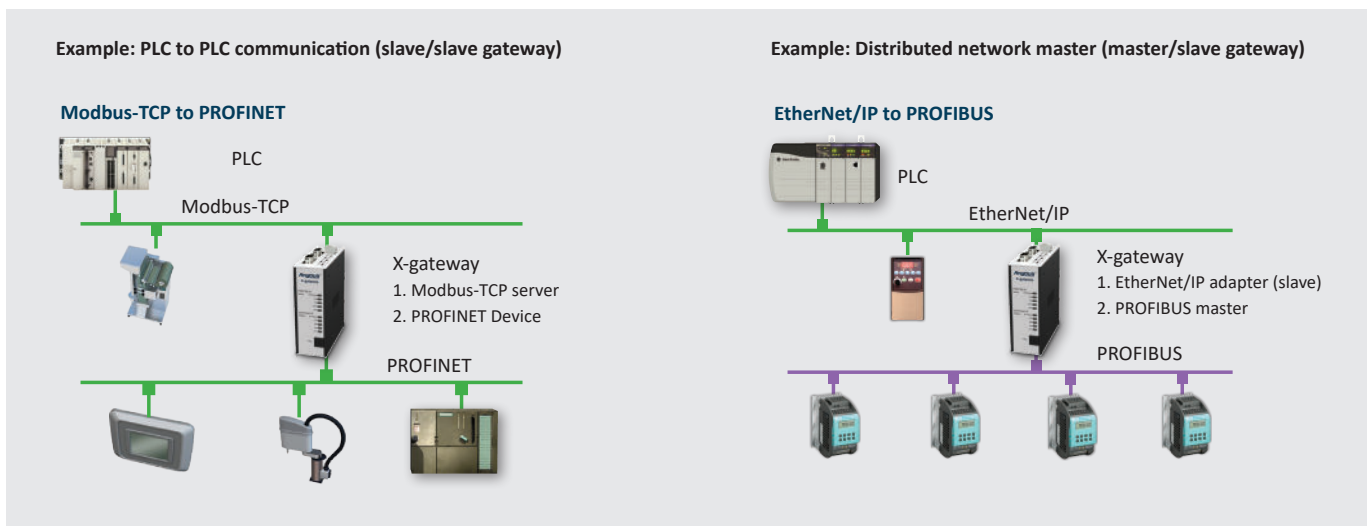 Example: PLC to PLC communication (slave/slave gateway)
Modbus-TCP to PROFINET
PLC
Modbus-TCP
X-gateway
1. Modbus-TCP server
2. PROFINET Device
PROFINET
Example: Distributed network master (master/slave gateway)
EtherNet/IP to PROFIBUS
PLC
EtherNet/IP
X-gateway
1. EtherNet/IP adapter (slave)
2. PROFIBUS master
PROFIBUS